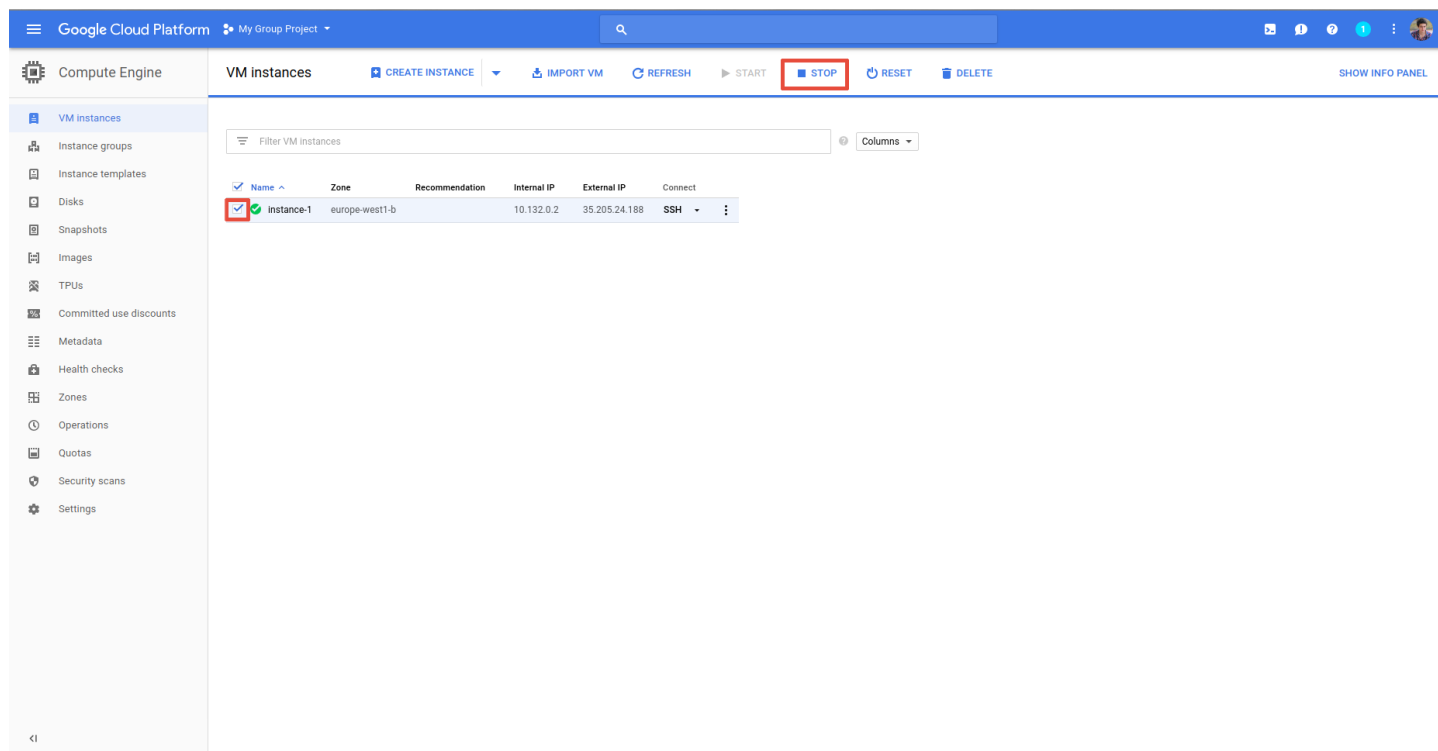 Google Cloud Platform My Group Project 1
Compute Engine VM instances CREATE INSTANCE IMPORT VM REFRESH START STOP RESET DELETE SHOW INFO PANEL
VM instances
Instance groups
Instance templates
Disks
Snapshots
Images
TPUs
Committed use discounts
Metadata
Health checks
Zones
Operations
Quotas
Security scans
Settings
Filter VM instances Columns
Name Zone Recommendation Internal IP External IP Connect
instance-1 europe-west1-b 10.132.0.2 35.205.24.188 SSH